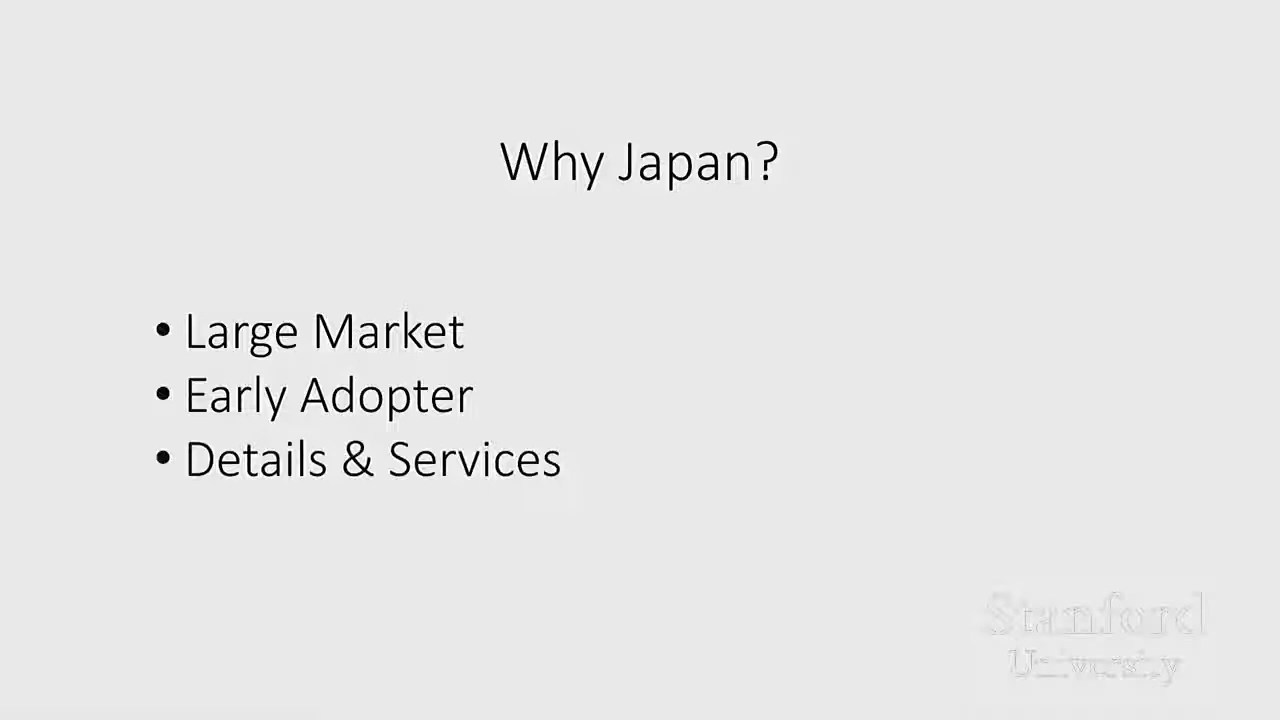 Why Japan?
• Large Market
• Early Adopter
• Details & Services
Stanford
University